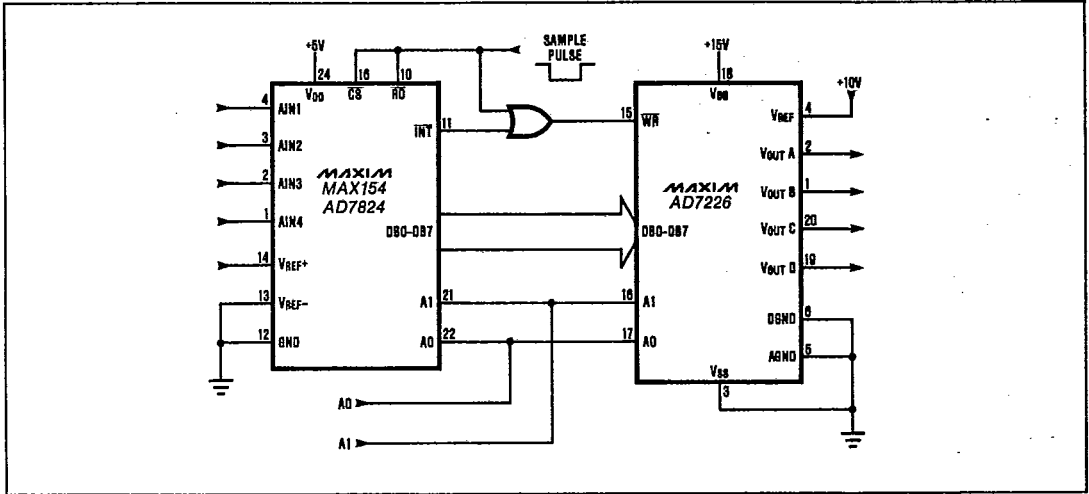 +5V
24
16
10
VDD
CS
RD
SAMPLE
PULSE
+15V
18
VDD
+10V
4
AIN1
3
AIN2
2
AIN3
1
AIN4
14
VREF+
13
VREF-
12
GND
MAXIM
MAX154
AD7824
11
INT
DB0-DB7
21
A1
22
A0
15
WR
MAXIM
AD7226
DB0-DB7
16
A1
17
A0
4
VREF
2
VOUT A
1
VOUT B
20
VOUT C
19
VOUT D
6
DGND
5
AGND
VSS
3
A0
A1